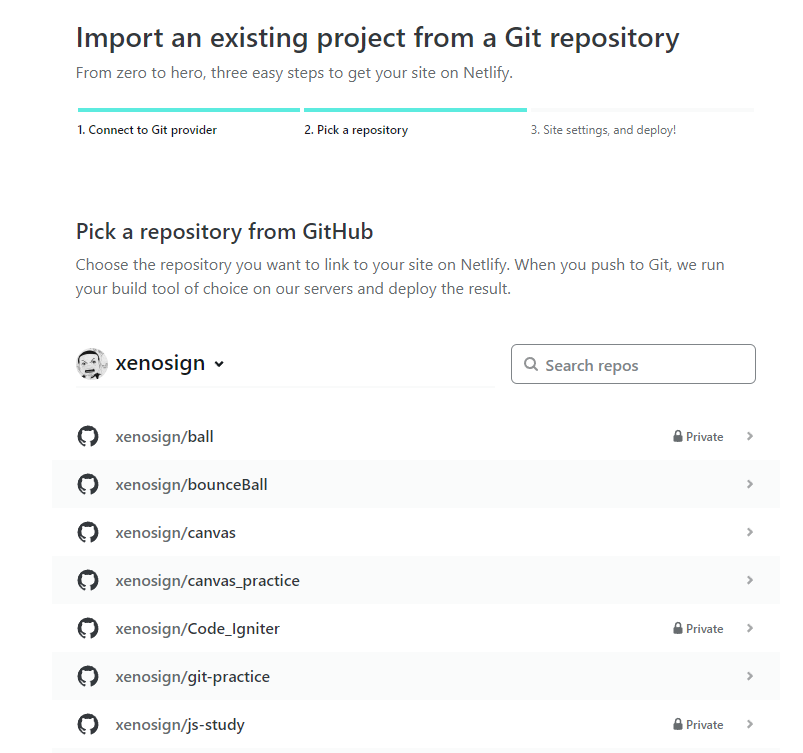 Import an existing project from a Git repository
From zero to hero, three easy steps to get your site on Netlify.
1. Connect to Git provider
2. Pick a repository
3. Site settings, and deploy!
Pick a repository from GitHub
Choose the repository you want to link to your site on Netlify. When you push to Git, we run
your build tool of choice on our servers and deploy the result.
xenosign
Search repos
xenosign/ball Private
xenosign/bounceBall
xenosign/canvas
xenosign/canvas_practice
xenosign/Code_Igniter Private
xenosign/git-practice
xenosign/js-study Private